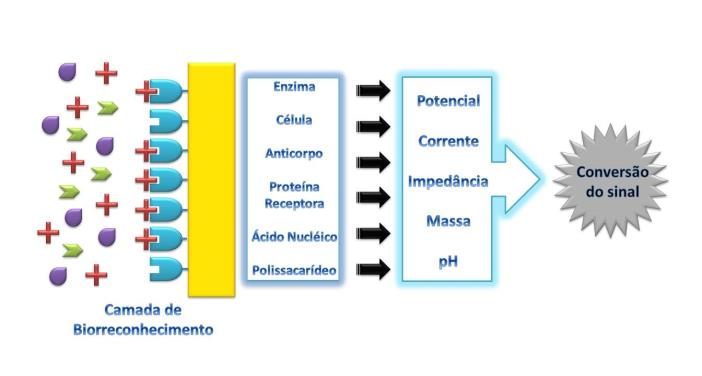 Enzima
Célula
Anticorpo
Proteína
Receptora
Ácido Nucléico
Polissacarídeo
Potencial
Corrente
Impedância
Massa
pH
Conversão
do sinal
Camada de
Biorreconhecimento